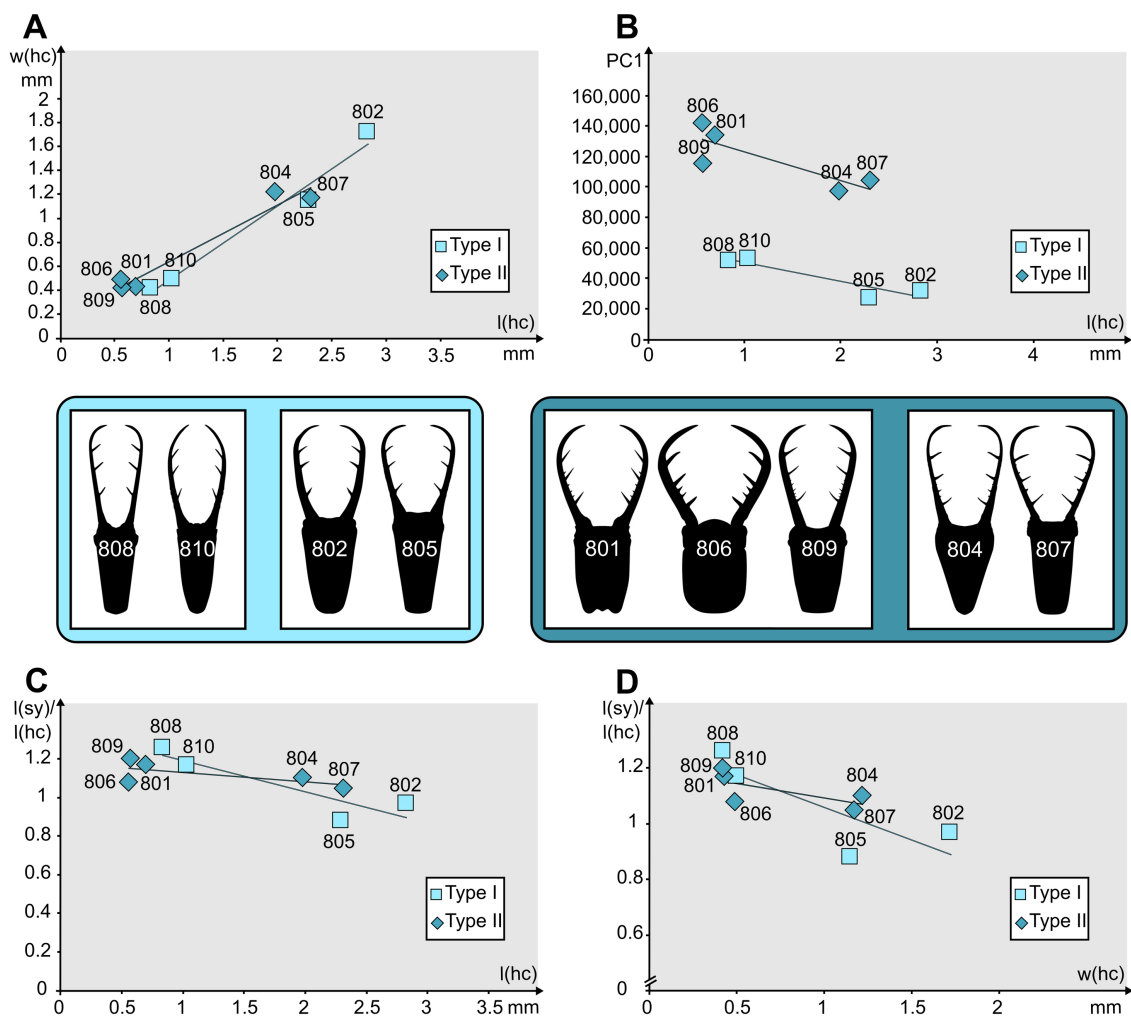 A
w(hc)
mm
2
1.8
1.6
1.4
1.2
1
0.8
0.6
0.4
0.2
0
802
804
807
805
806
801
810
809
808
Type I
Type II
l(hc)
0 0.5 1 1.5 2 2.5 3 3.5 mm
B
PC1
160,000
140,000
120,000
100,000
80,000
60,000
40,000
20,000
0
806
801
809
804
807
808
810
805
802
Type I
Type II
l(hc)
0 1 2 3 4 mm
808 810 802 805 801 806 809 804 807
C
l(sy)/
l(hc)
1.2
1
0.8
0.6
0.4
0.2
0
808
809
810
806
801
804
807
802
805
Type I
Type II
l(hc)
0 0.5 1 1.5 2 2.5 3 3.5 mm
D
l(sy)/
l(hc)
1.2
1
0.8
0.6
0
808
809
810
801
806
804
807
802
805
Type I
Type II
w(hc)
0 0.5 1 1.5 2 mm